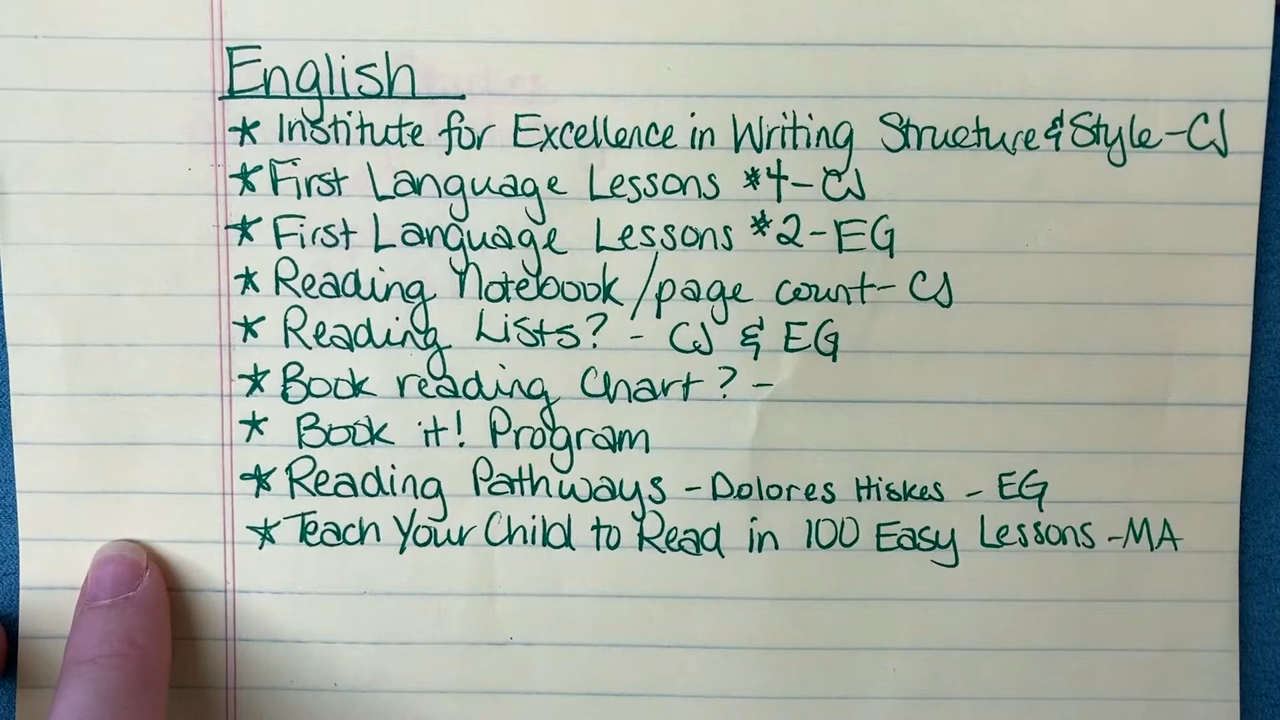 English
* Institute for Excellence in Writing Structure & Style - CJ
* First Language Lessons #4 - CJ
* First Language Lessons #2 - EG
* Reading Notebook/page count - CJ
* Reading Lists? - CJ & EG
* Book reading Chart? -
* Book it! Program
* Reading Pathways - Dolores Hiskes - EG
* Teach Your Child to Read in 100 Easy Lessons - MA